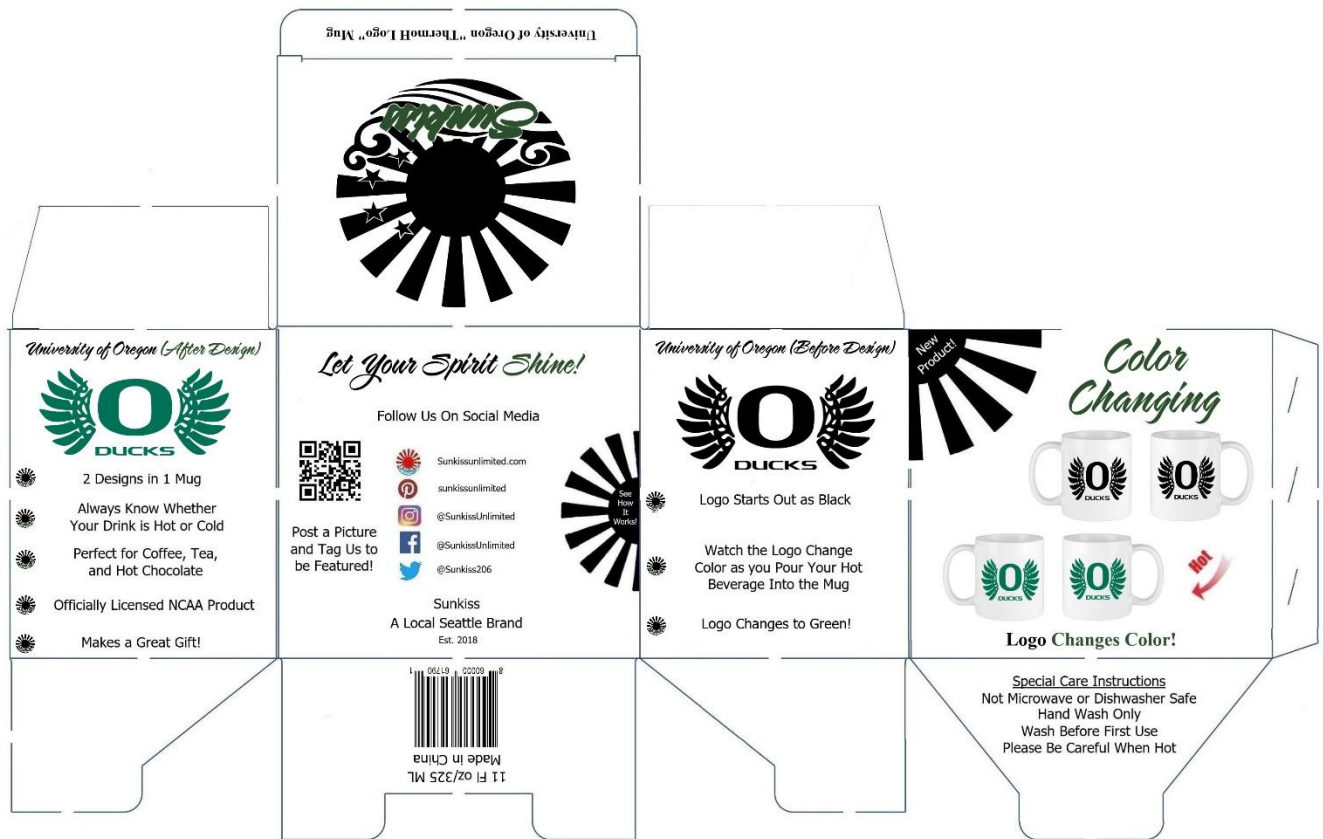 University of Oregon "ThermoH Logo" Mug
Sunkiss
University of Oregon (After Design)
O
DUCKS
2 Designs in 1 Mug
Always Know Whether
Your Drink is Hot or Cold
Perfect for Coffee, Tea,
and Hot Chocolate
Officially Licensed NCAA Product
Makes a Great Gift!
Let Your Spirit Shine!
Follow Us On Social Media
Sunkissunlimited.com
sunkissunlimited
@SunkissUnlimited
@SunkissUnlimited
@Sunkiss206
Post a Picture
and Tag Us to
be Featured!
See
How
It
Works!
Sunkiss
A Local Seattle Brand
Est. 2018
University of Oregon (Before Design)
O
DUCKS
Logo Starts Out as Black
Watch the Logo Change
Color as you Pour Your Hot
Beverage Into the Mug
Logo Changes to Green!
New
Product!
Color
Changing
O
DUCKS
O
DUCKS
O
DUCKS
O
DUCKS
Hot
Logo Changes Color!
11 Fl oz/325 ML
Made in China
8 60000 61790 1
Special Care Instructions
Not Microwave or Dishwasher Safe
Hand Wash Only
Wash Before First Use
Please Be Careful When Hot